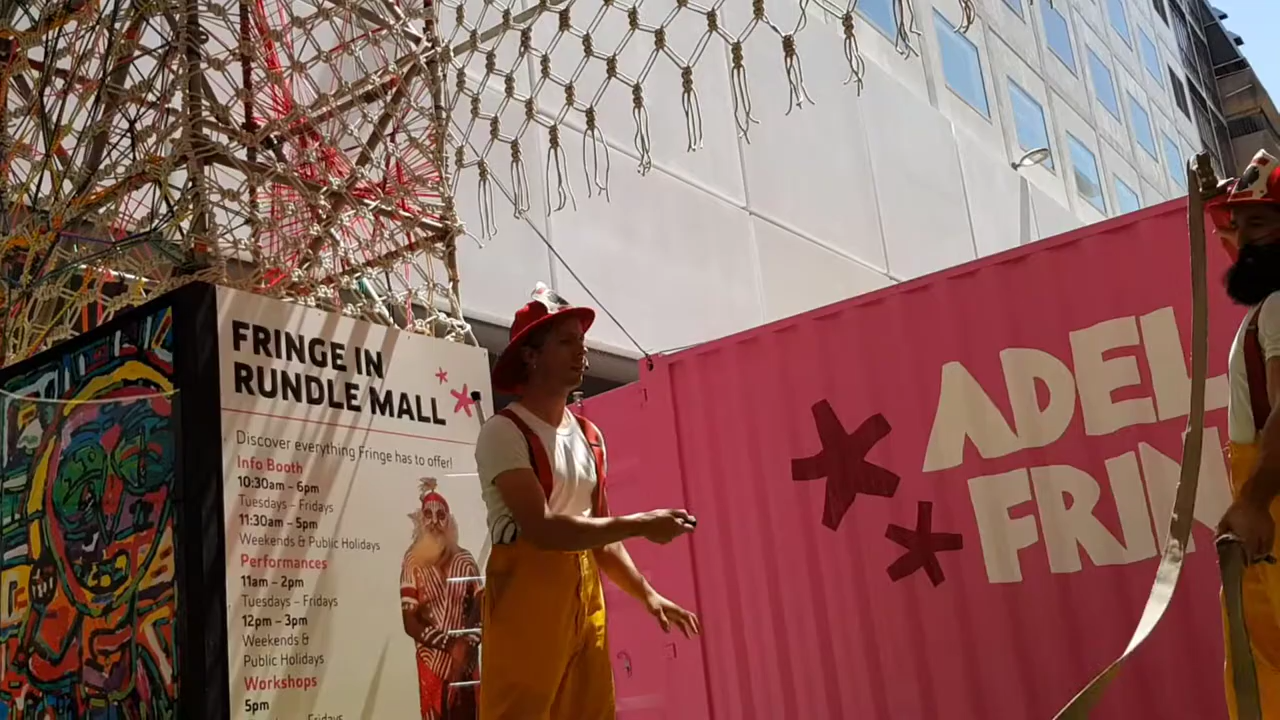 FRINGE IN
RUNDLE MALL
Discover everything Fringe has to offer!
Info Booth
10:30am – 6pm
Tuesdays – Fridays
11:30am – 5pm
Weekends & Public Holidays
Performances
11am – 2pm
Tuesdays – Fridays
12pm – 3pm
Weekends &
Public Holidays
Workshops
5pm
Fridays
ADEL
FRIN